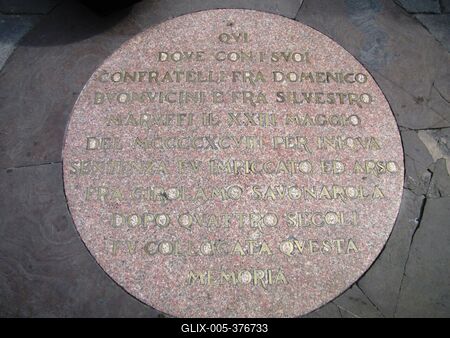 QVI
DOVE CON I SVOI
CONFRATELLI FRA DOMENICO
BVONVICINI E FRA SILVESTRO
MARVFFI IL XXIII MAGGIO
DEL MCCCCXCVIII PER INIQVA
SENTENZA FV IMPICCATO ED ARSO
FRA GIROLAMO SAVONAROLA
DOPO QVATTRO SECOLI
FV COLLOCATA QVESTA
MEMORIA
GLIX-005-376733